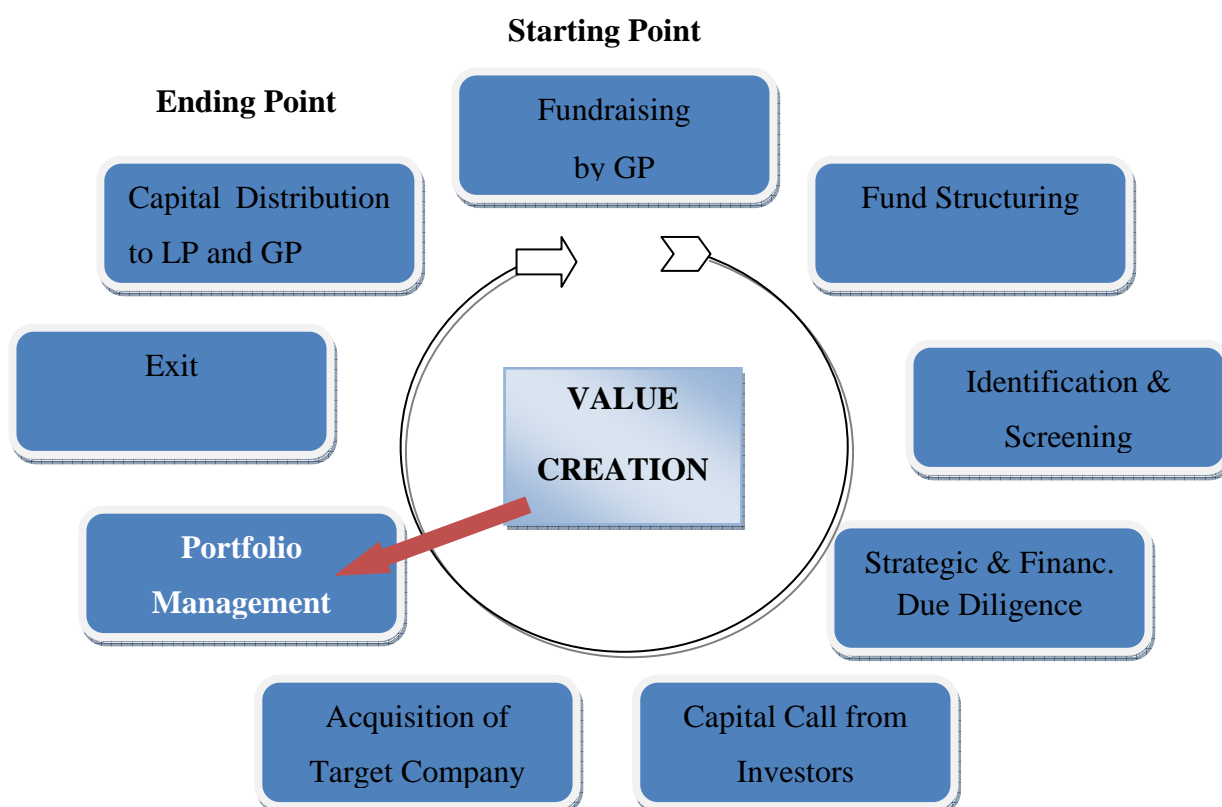 Starting Point
Fundraising
by GP
Fund Structuring
Identification &
Screening
Strategic & Financ.
Due Diligence
Capital Call from
Investors
Acquisition of
Target Company
Portfolio
Management
Exit
Ending Point
Capital Distribution
to LP and GP
VALUE
CREATION